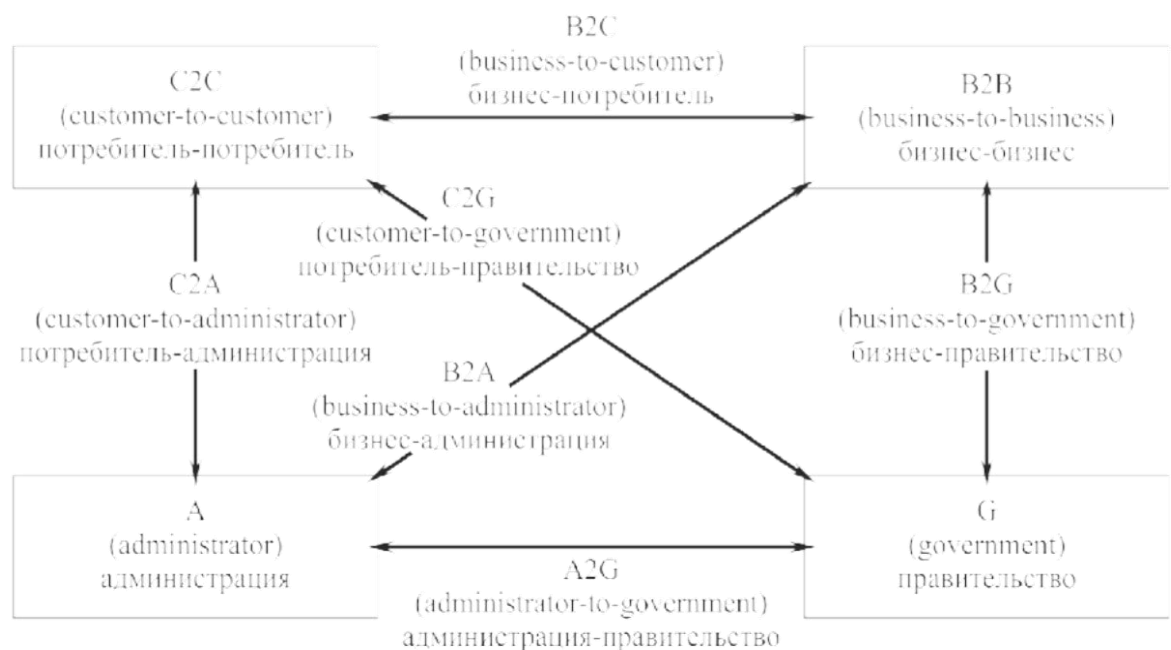 B2C
(business-to-customer)
бизнес-потребитель
C2C
(customer-to-customer)
потребитель-потребитель
B2B
(business-to-business)
бизнес-бизнес
C2G
(customer-to-government)
потребитель-правительство
C2A
(customer-to-administrator)
потребитель-администрация
B2G
(business-to-government)
бизнес-правительство
B2A
(business-to-administrator)
бизнес-администрация
A
(administrator)
администрация
G
(government)
правительство
A2G
(administrator-to-government)
администрация-правительство